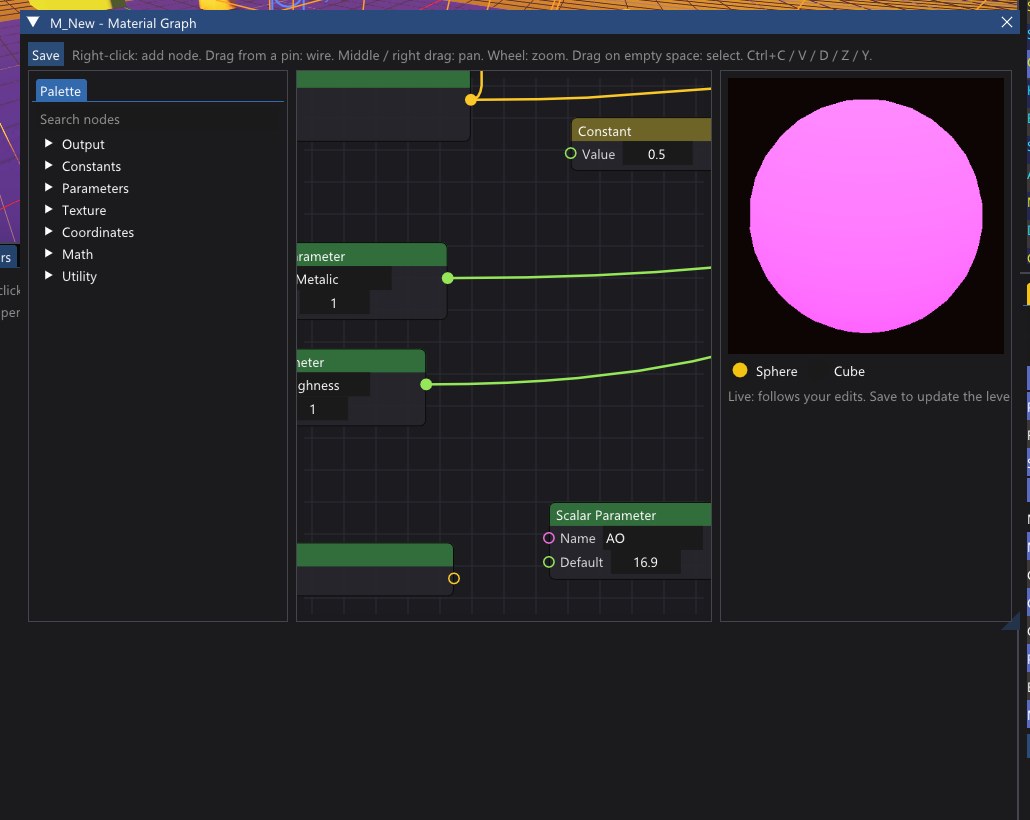 M_New - Material Graph
Save Right-click: add node. Drag from a pin: wire. Middle / right drag: pan. Wheel: zoom. Drag on empty space: select. Ctrl+C / V / D / Z / Y.
Palette
Search nodes
Output
Constants
Parameters
Texture
Coordinates
Math
Utility
Constant
Value 0.5
rameter
Metalic
1
neter
ghness
1
Scalar Parameter
Name AO
Default 16.9
Sphere Cube
Live: follows your edits. Save to update the leve
rs
click
per